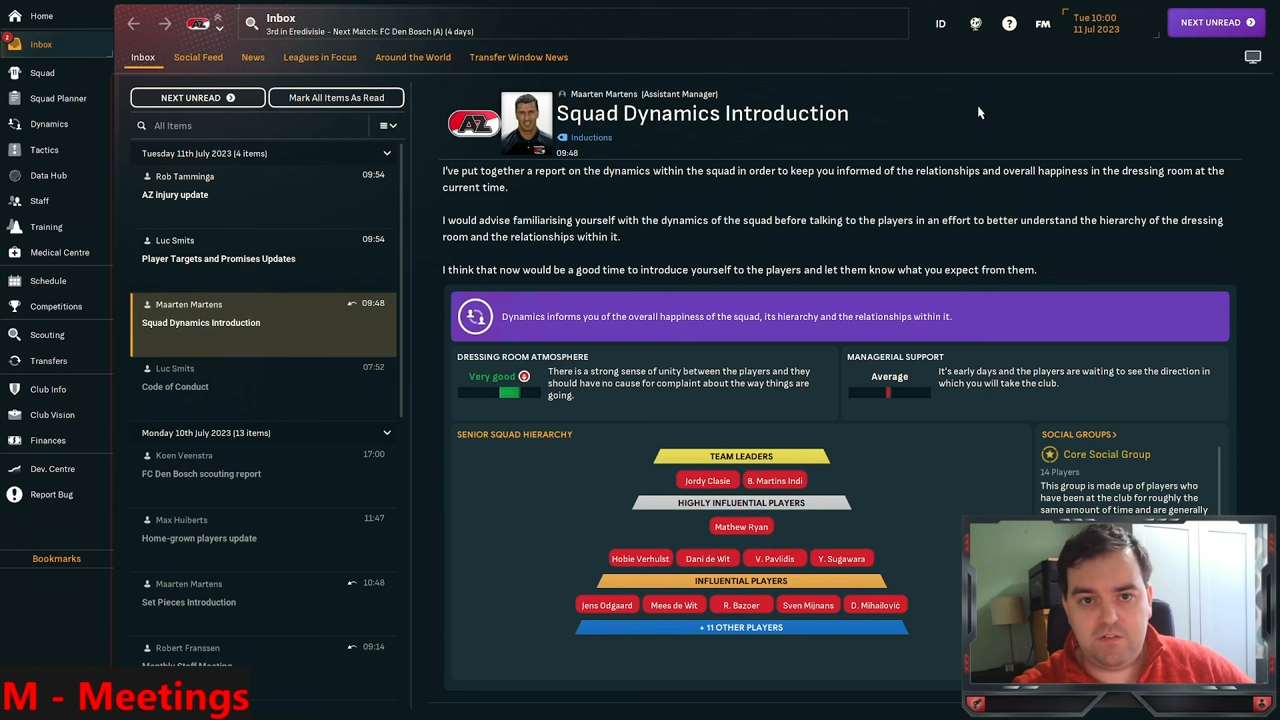 Home
Inbox
2
Squad
Squad Planner
Dynamics
Tactics
Data Hub
Staff
Training
Medical Centre
Schedule
Competitions
Scouting
Transfers
Club Info
Club Vision
Finances
Dev. Centre
Report Bug
Bookmarks
AZ
Inbox
3rd in Eredivisie - Next Match: FC Den Bosch (A) (4 days)
ID
?
FM
Tue 10:00
11 Jul 2023
NEXT UNREAD
Inbox
Social Feed
News
Leagues in Focus
Around the World
Transfer Window News
NEXT UNREAD
Mark All Items As Read
All Items
Tuesday 11th July 2023 (4 items)
Rob Tamminga 09:54
AZ injury update
Luc Smits 09:54
Player Targets and Promises Updates
Maarten Martens 09:48
Squad Dynamics Introduction
Luc Smits 07:52
Code of Conduct
Monday 10th July 2023 (13 items)
Koen Veenstra 17:00
FC Den Bosch scouting report
Max Huiberts 11:47
Home-grown players update
Maarten Martens 10:48
Set Pieces Introduction
Robert Franssen 09:14
Monthly Staff Meeting
AZ
Maarten Martens (Assistant Manager)
Squad Dynamics Introduction
Inductions
09:48
I've put together a report on the dynamics within the squad in order to keep you informed of the relationships and overall happiness in the dressing room at the
current time.
I would advise familiarising yourself with the dynamics of the squad before talking to the players in an effort to better understand the hierarchy of the dressing
room and the relationships within it.
I think that now would be a good time to introduce yourself to the players and let them know what you expect from them.
Dynamics informs you of the overall happiness of the squad, its hierarchy and the relationships within it.
DRESSING ROOM ATMOSPHERE
Very good
There is a strong sense of unity between the players and they
should have no cause for complaint about the way things are
going.
MANAGERIAL SUPPORT
Average
It's early days and the players are waiting to see the direction in
which you will take the club.
SENIOR SQUAD HIERARCHY
TEAM LEADERS
Jordy Clasie
B. Martins Indi
HIGHLY INFLUENTIAL PLAYERS
Mathew Ryan
Hobie Verhulst
Dani de Wit
V. Pavlidis
Y. Sugawara
INFLUENTIAL PLAYERS
Jens Odgaard
Mees de Wit
R. Bazoer
Sven Mijnans
D. Mihailović
+ 11 OTHER PLAYERS
SOCIAL GROUPS >
Core Social Group
14 Players
This group is made up of players who
have been at the club for roughly the
same amount of time and are generally
M - Meetings